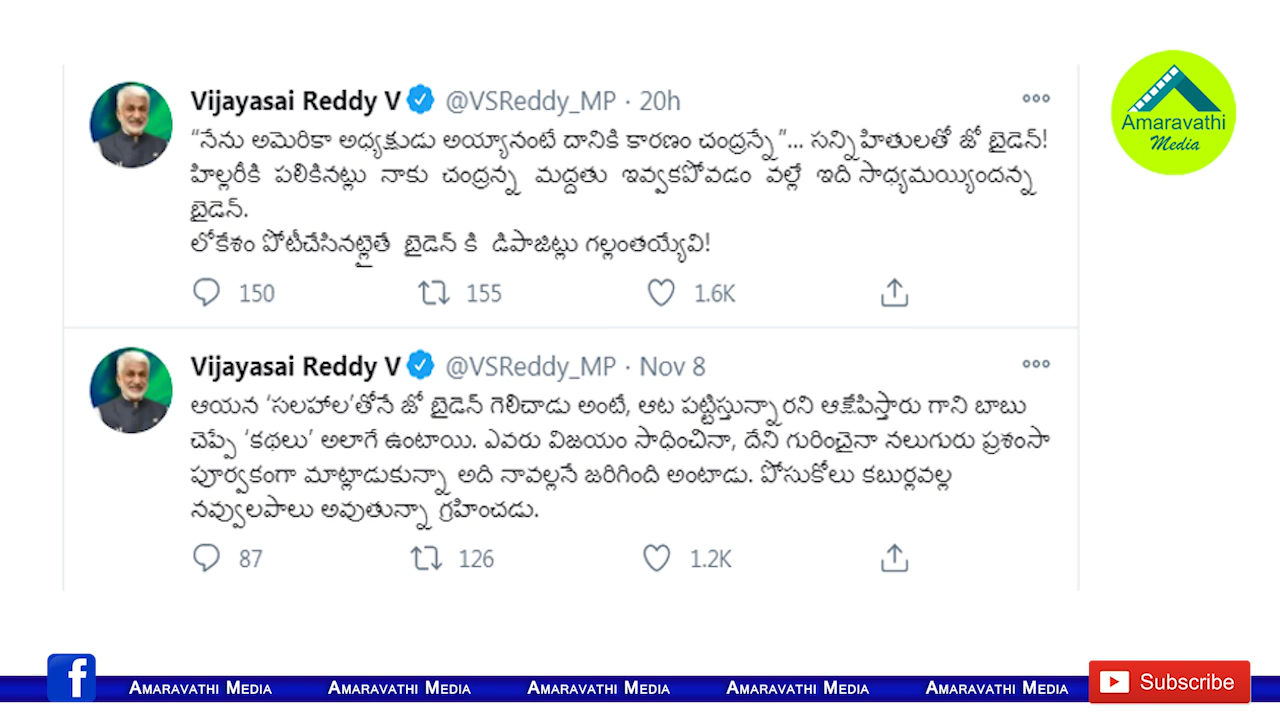 Vijayasai Reddy V @VSReddy_MP · 20h
“నేను అమెరికా అధ్యక్షుడు అయ్యానంటే దానికి కారణం చంద్రన్నే”... సన్నిహితులతో జో బైడెన్!
హిల్లరీకి పలికినట్లు నాకు చంద్రన్న మద్దతు ఇవ్వకపోవడం వల్లే ఇది సాధ్యమయ్యిందన్న
బైడెన్.
లోకేశం పోటీచేసినట్లైతే బైడెన్ కి డిపాజిట్లు గల్లంతయ్యేవి!
150 155 1.6K
Vijayasai Reddy V @VSReddy_MP · Nov 8
ఆయన ‘సలహాల’తోనే జో బైడెన్ గెలిచాడు అంటే, ఆట పట్టిస్తున్నారని ఆక్షేపిస్తారు గాని బాబు
చెప్పే ‘కథలు’ అలాగే ఉంటాయి. ఎవరు విజయం సాధించినా, దేని గురించైనా నలుగురు ప్రశంసా
పూర్వకంగా మాట్లాడుకున్నా అది నావల్లనే జరిగింది అంటాడు. పోసుకోలు కబుర్లవల్ల
నవ్వులపాలు అవుతున్నా గ్రహించడు.
87 126 1.2K
Amaravathi
Media
f Amaravathi Media Amaravathi Media Amaravathi Media Amaravathi Media Amaravathi Media Subscribe